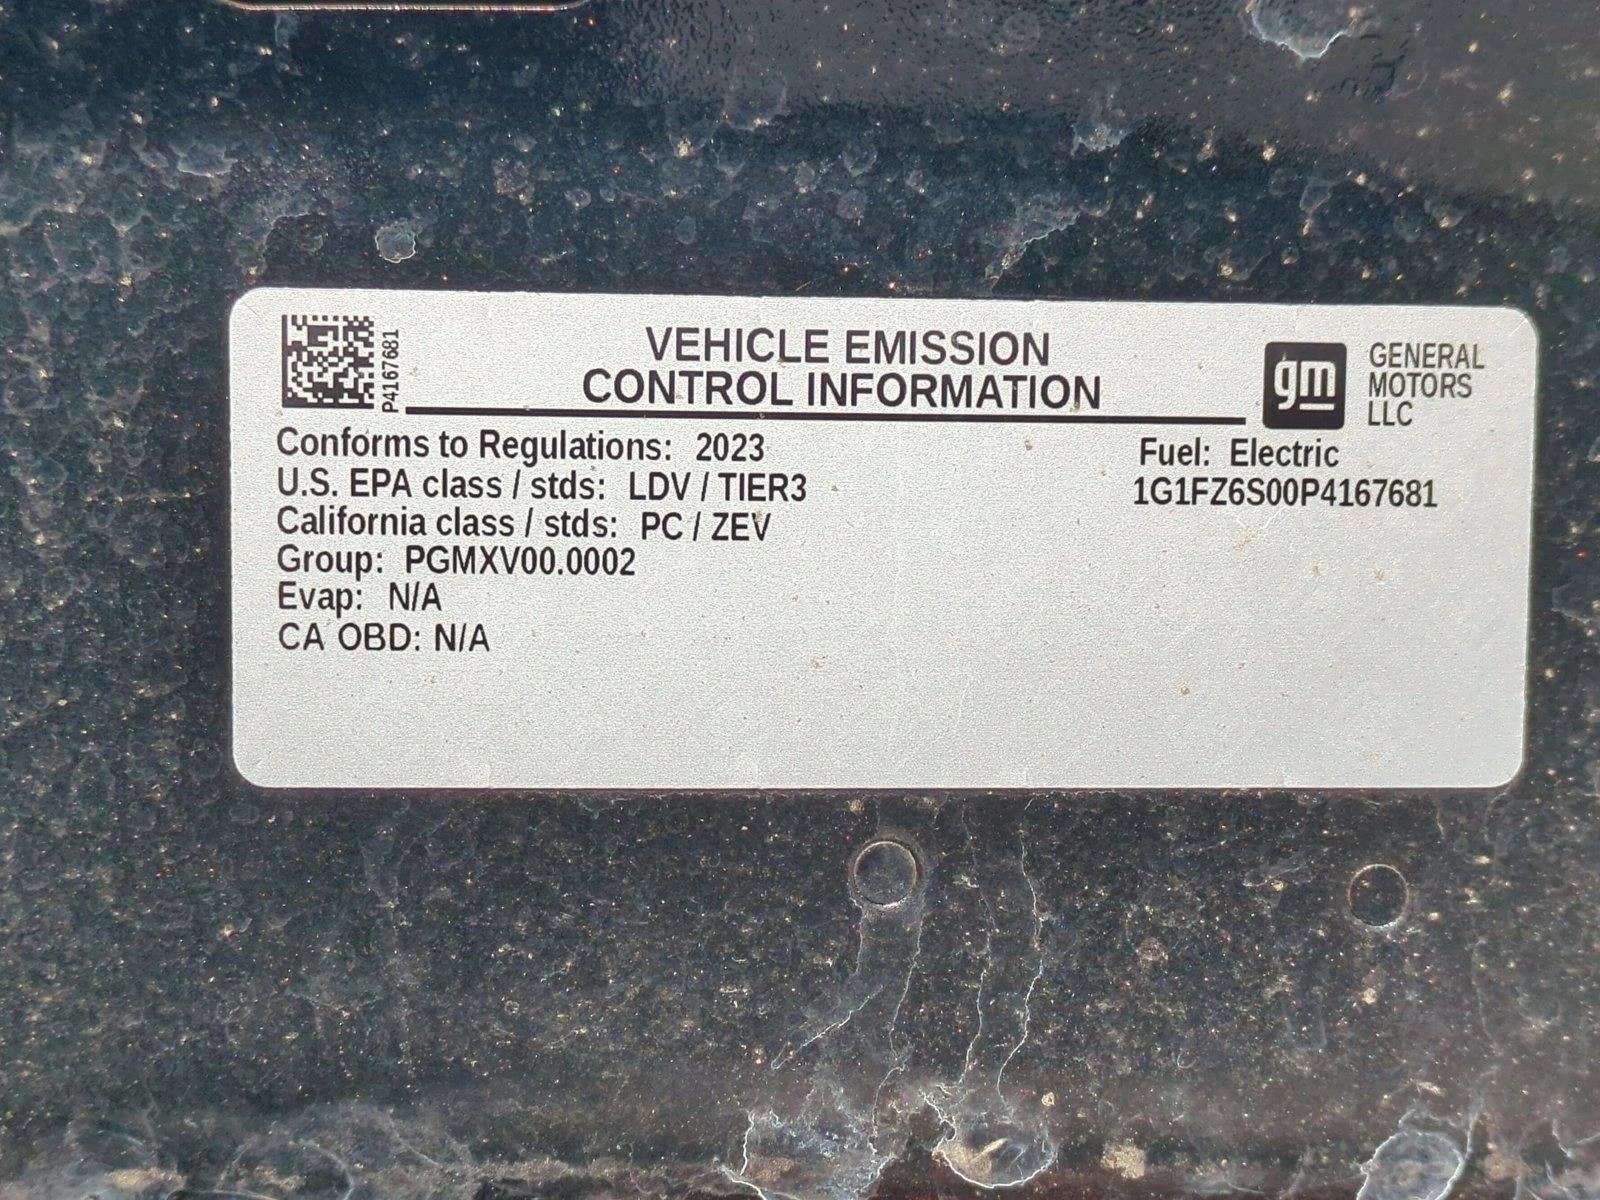 P4167681
VEHICLE EMISSION
CONTROL INFORMATION
gm
GENERAL
MOTORS
LLC
Conforms to Regulations: 2023
U.S. EPA class / stds: LDV / TIER3
California class / stds: PC / ZEV
Group: PGMXV00.0002
Evap: N/A
CA OBD: N/A
Fuel: Electric
1G1FZ6S00P4167681